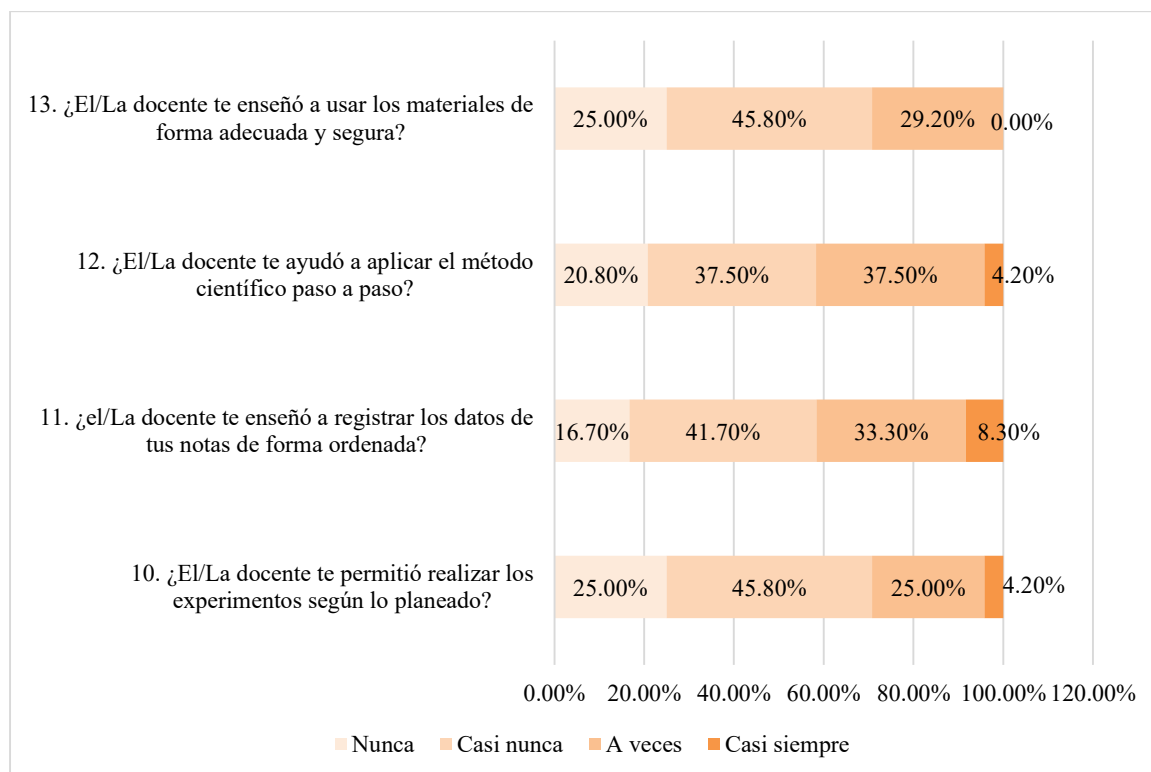 13. ¿El/La docente te enseñó a usar los materiales de
forma adecuada y segura?
25.00% 45.80% 29.20% 0.00%
12. ¿El/La docente te ayudó a aplicar el método
científico paso a paso?
20.80% 37.50% 37.50% 4.20%
11. ¿el/La docente te enseñó a registrar los datos de
tus notas de forma ordenada?
16.70% 41.70% 33.30% 8.30%
10. ¿El/La docente te permitió realizar los
experimentos según lo planeado?
25.00% 45.80% 25.00% 4.20%
0.00% 20.00% 40.00% 60.00% 80.00% 100.00% 120.00%
Nunca Casi nunca A veces Casi siempre